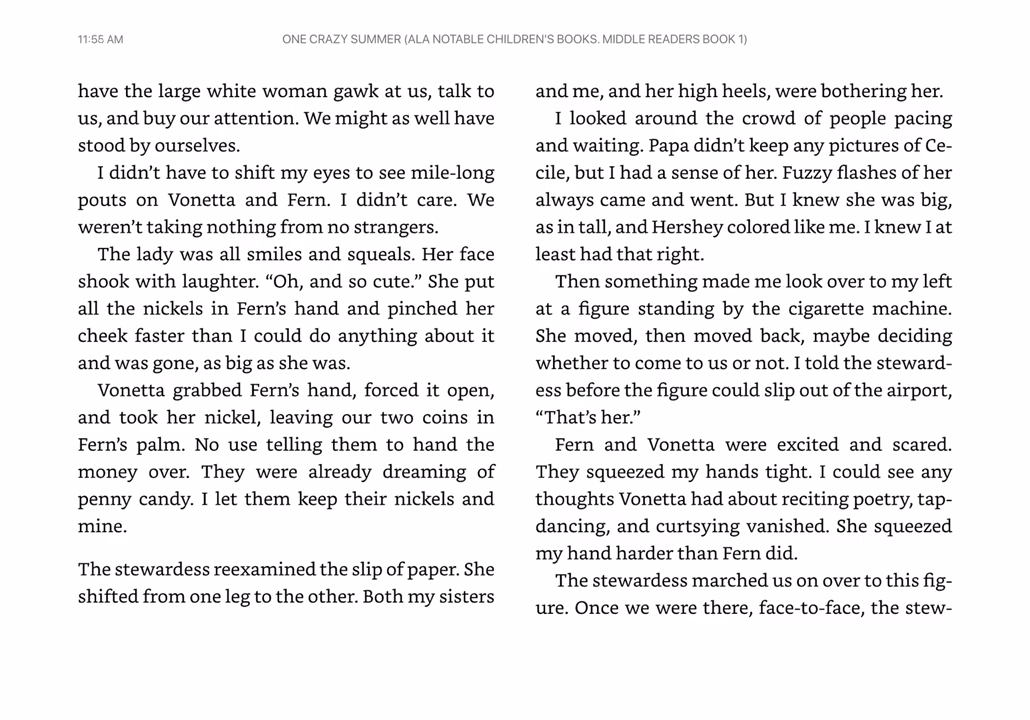 11:55 AM
ONE CRAZY SUMMER (ALA NOTABLE CHILDREN'S BOOKS. MIDDLE READERS BOOK 1)
have the large white woman gawk at us, talk to
us, and buy our attention. We might as well have
stood by ourselves.
I didn’t have to shift my eyes to see mile-long
pouts on Vonetta and Fern. I didn’t care. We
weren’t taking nothing from no strangers.
The lady was all smiles and squeals. Her face
shook with laughter. “Oh, and so cute.” She put
all the nickels in Fern’s hand and pinched her
cheek faster than I could do anything about it
and was gone, as big as she was.
Vonetta grabbed Fern’s hand, forced it open,
and took her nickel, leaving our two coins in
Fern’s palm. No use telling them to hand the
money over. They were already dreaming of
penny candy. I let them keep their nickels and
mine.
The stewardess reexamined the slip of paper. She
shifted from one leg to the other. Both my sisters
and me, and her high heels, were bothering her.
I looked around the crowd of people pacing
and waiting. Papa didn’t keep any pictures of Ce-
cile, but I had a sense of her. Fuzzy flashes of her
always came and went. But I knew she was big,
as in tall, and Hershey colored like me. I knew I at
least had that right.
Then something made me look over to my left
at a figure standing by the cigarette machine.
She moved, then moved back, maybe deciding
whether to come to us or not. I told the steward-
ess before the figure could slip out of the airport,
“That’s her.”
Fern and Vonetta were excited and scared.
They squeezed my hands tight. I could see any
thoughts Vonetta had about reciting poetry, tap-
dancing, and curtsying vanished. She squeezed
my hand harder than Fern did.
The stewardess marched us on over to this fig-
ure. Once we were there, face-to-face, the stew-